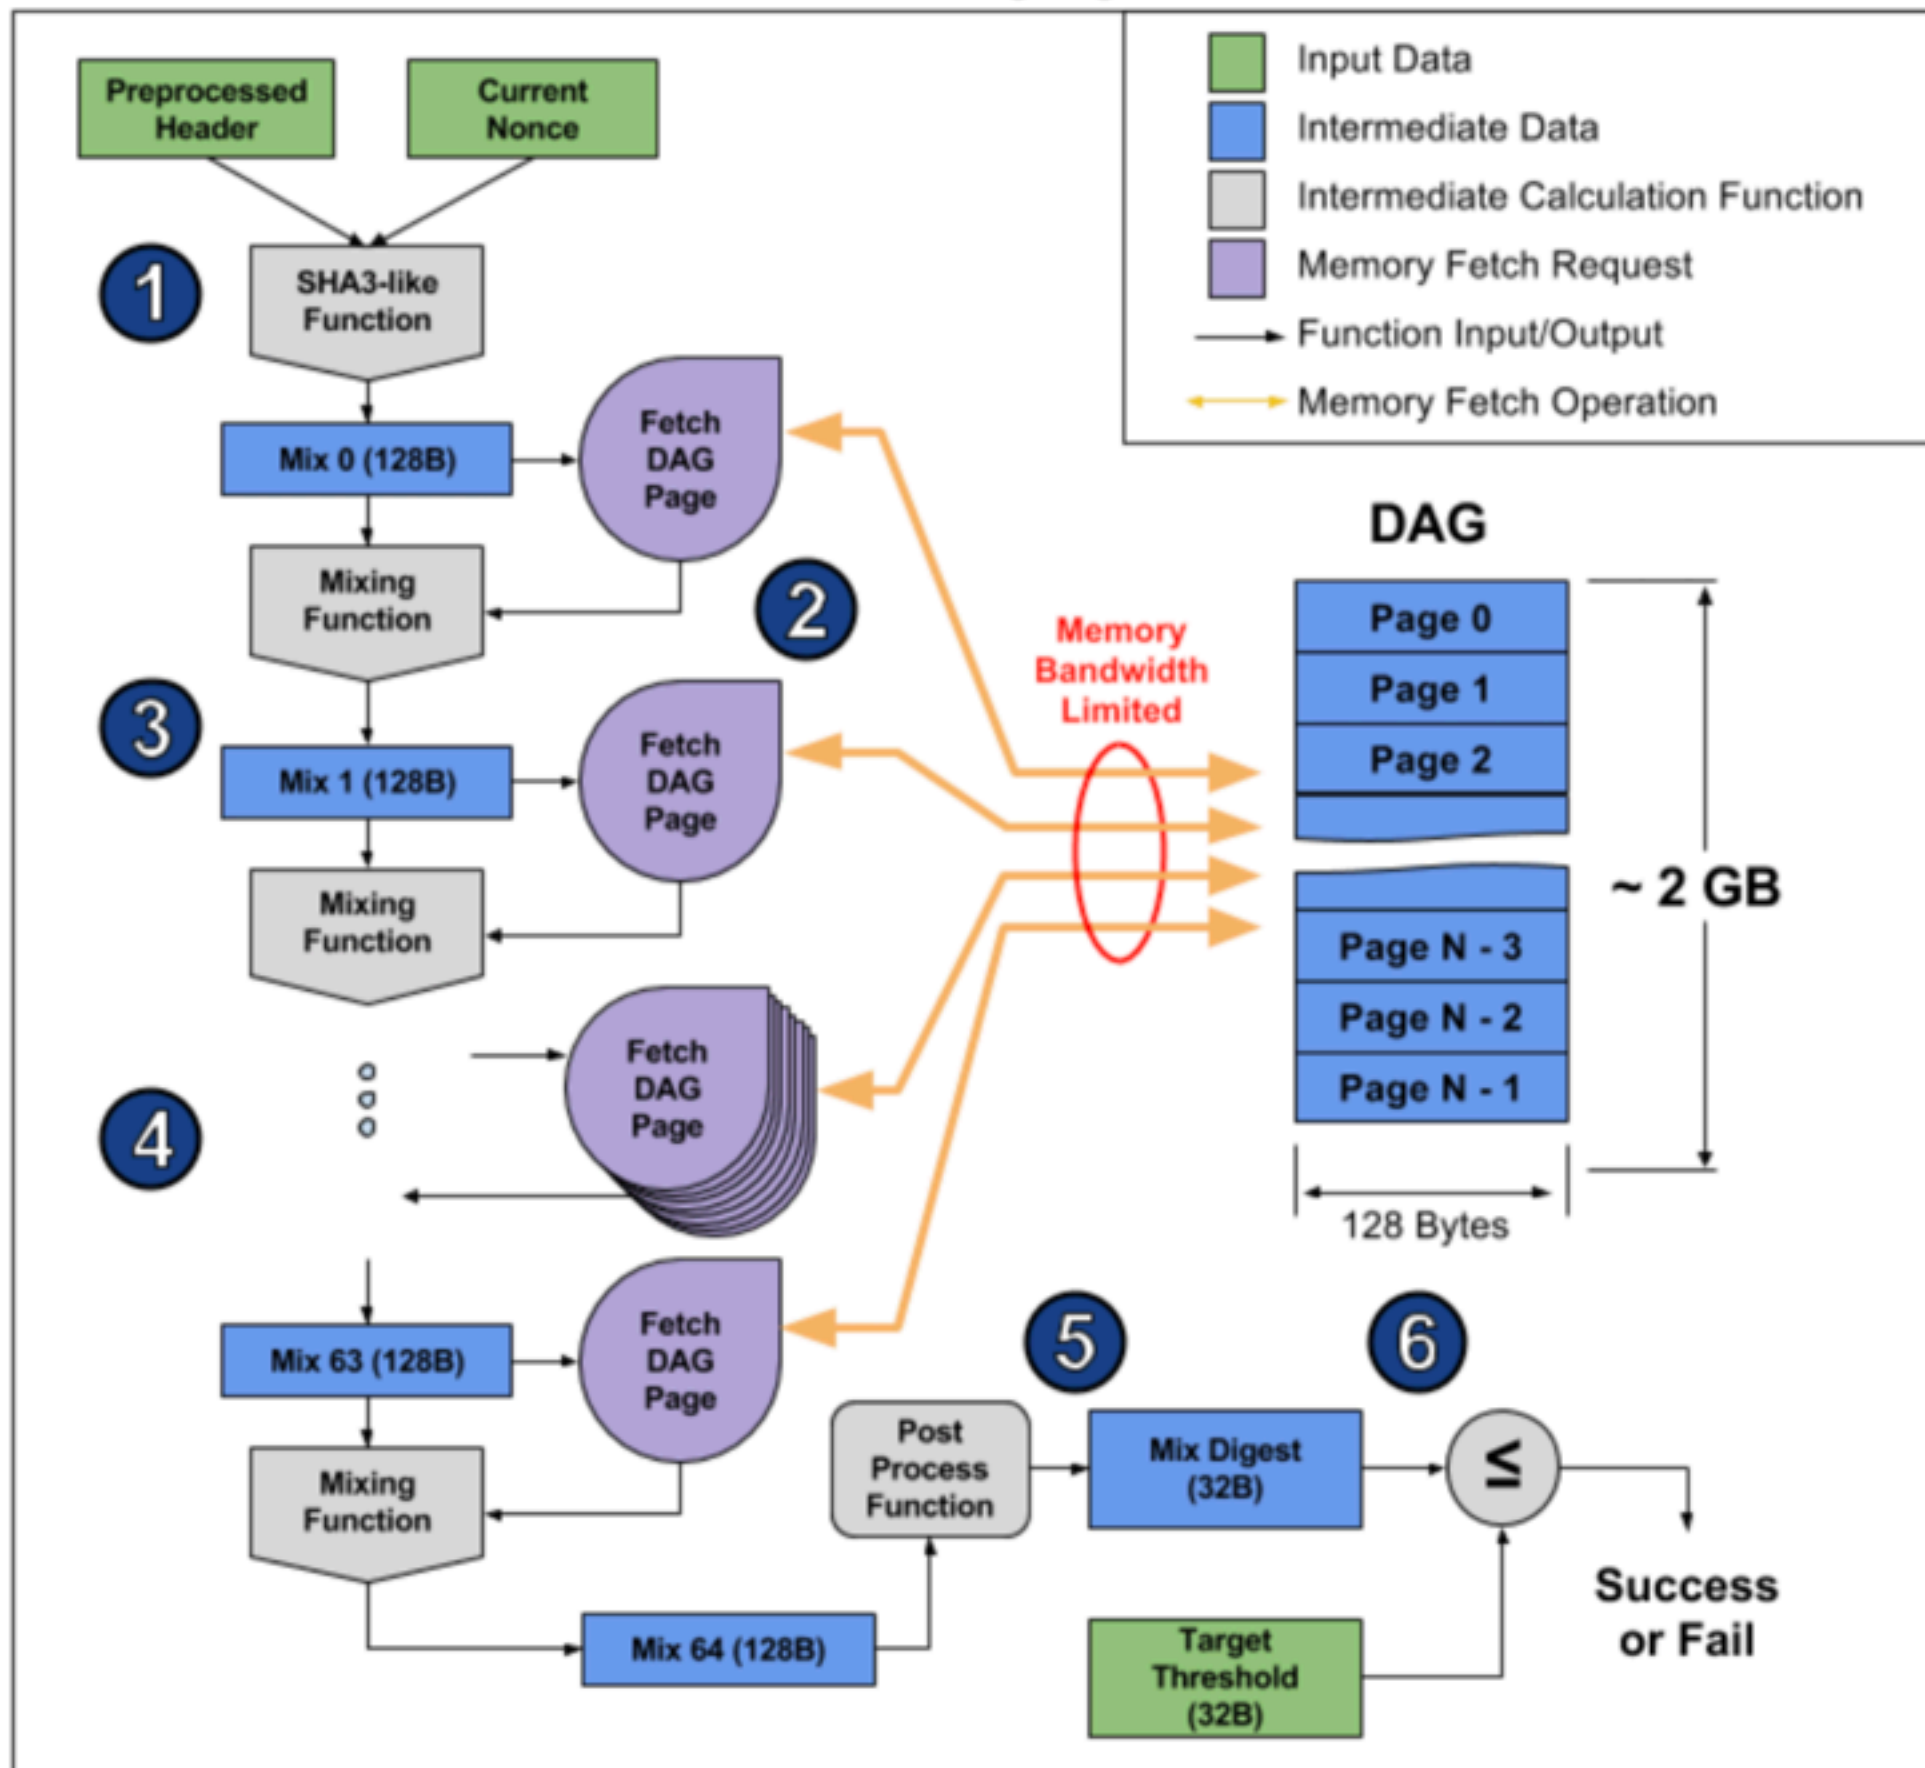 Preprocessed
Header
Current
Nonce
Input Data
Intermediate Data
Intermediate Calculation Function
Memory Fetch Request
Function Input/Output
Memory Fetch Operation
1
SHA3-like
Function
Mix 0 (128B)
Fetch
DAG
Page
Mixing
Function
2
3
Mix 1 (128B)
Fetch
DAG
Page
Mixing
Function
Memory
Bandwidth
Limited
DAG
Page 0
Page 1
Page 2
Page N - 3
Page N - 2
Page N - 1
~ 2 GB
128 Bytes
4
Fetch
DAG
Page
Mix 63 (128B)
Fetch
DAG
Page
Mixing
Function
Mix 64 (128B)
Post
Process
Function
5
Mix Digest
(32B)
6
≤
Target
Threshold
(32B)
Success
or Fail